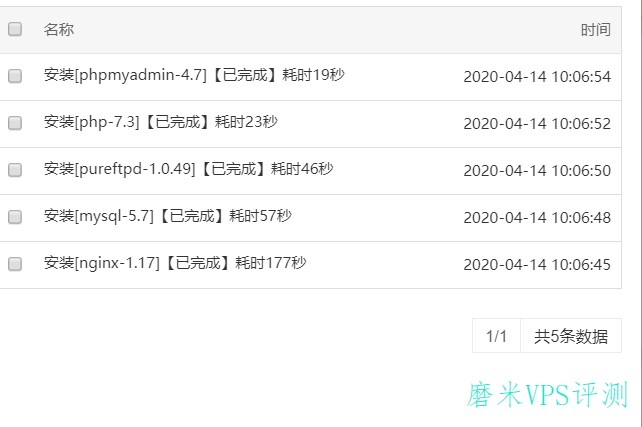 名称 时间
安装[phpmyadmin-4.7]【已完成】耗时19秒 2020-04-14 10:06:54
安装[php-7.3]【已完成】耗时23秒 2020-04-14 10:06:52
安装[pureftpd-1.0.49]【已完成】耗时46秒 2020-04-14 10:06:50
安装[mysql-5.7]【已完成】耗时57秒 2020-04-14 10:06:48
安装[nginx-1.17]【已完成】耗时177秒 2020-04-14 10:06:45
1/1 共5条数据
磨米VPS评测